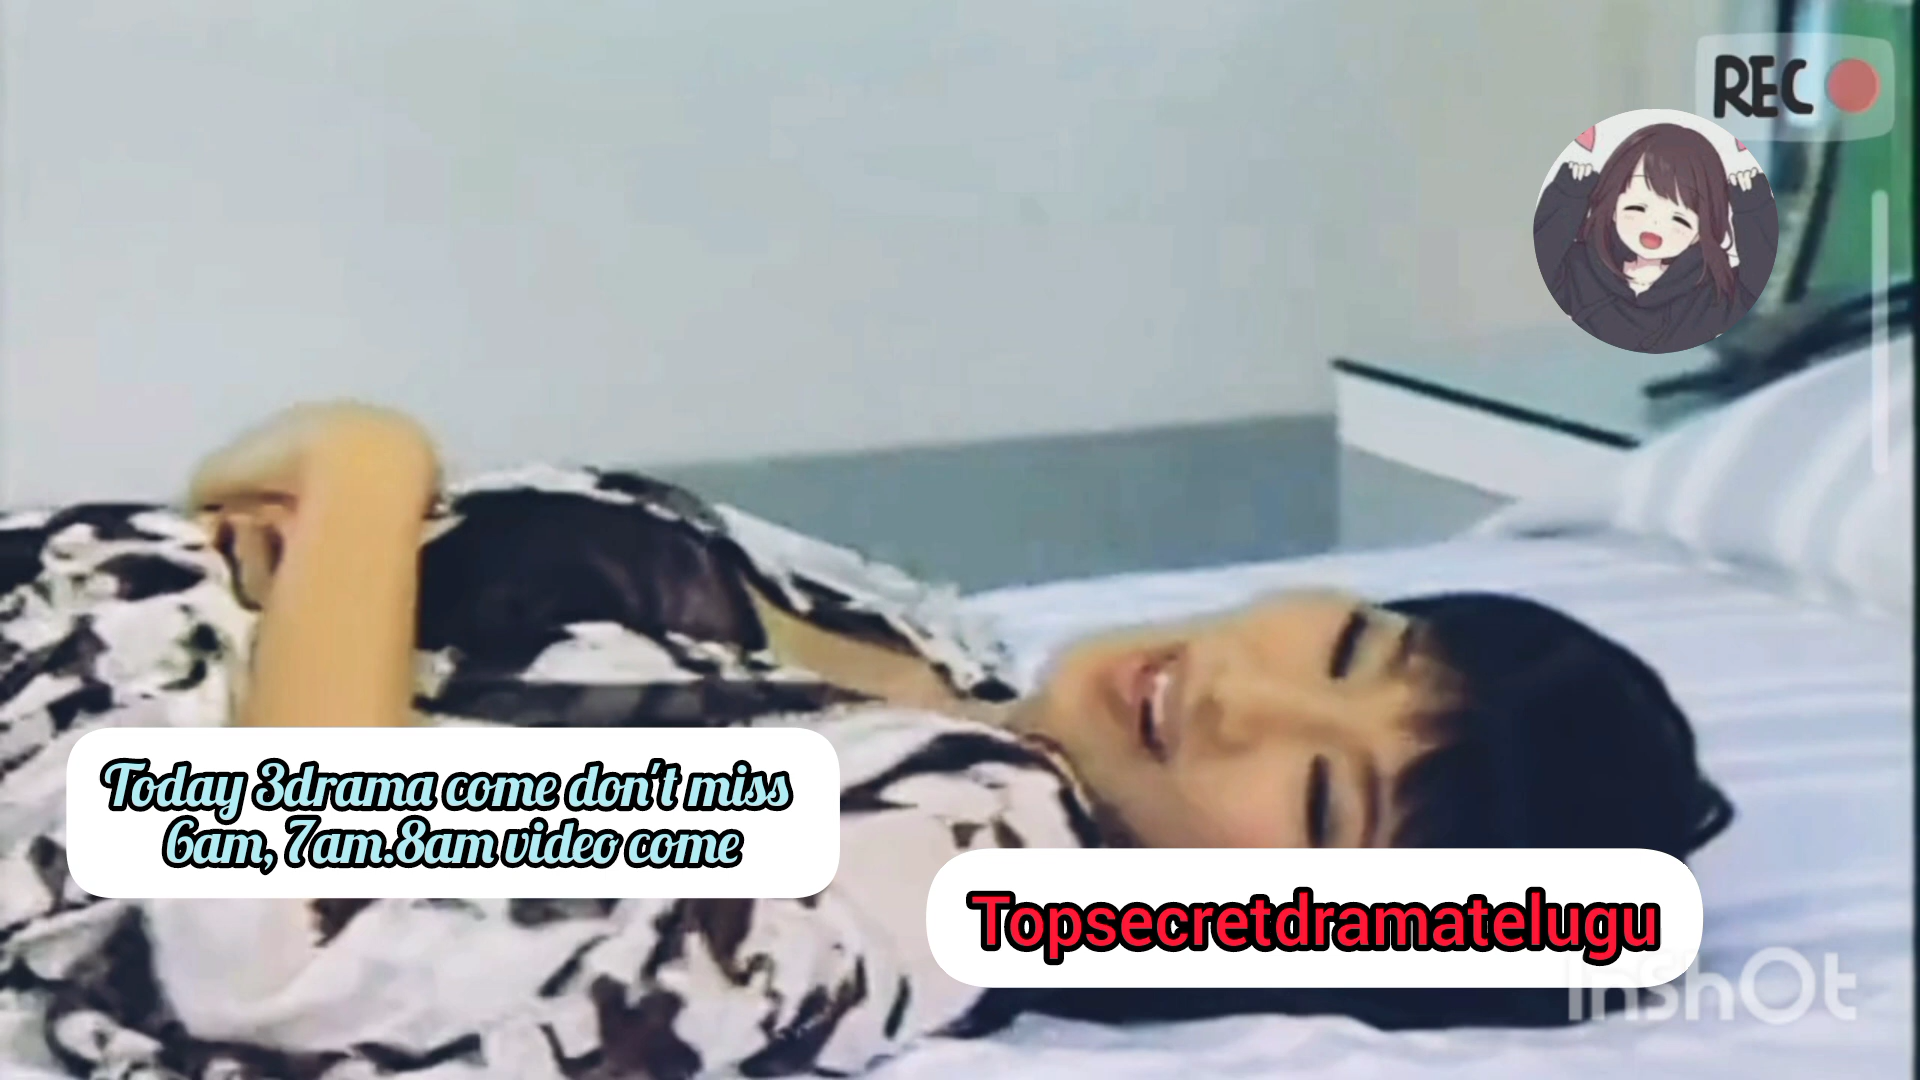 REC
Today 3drama come don't miss
6am, 7am.8am video come
Topsecretdramatelugu
InShOt